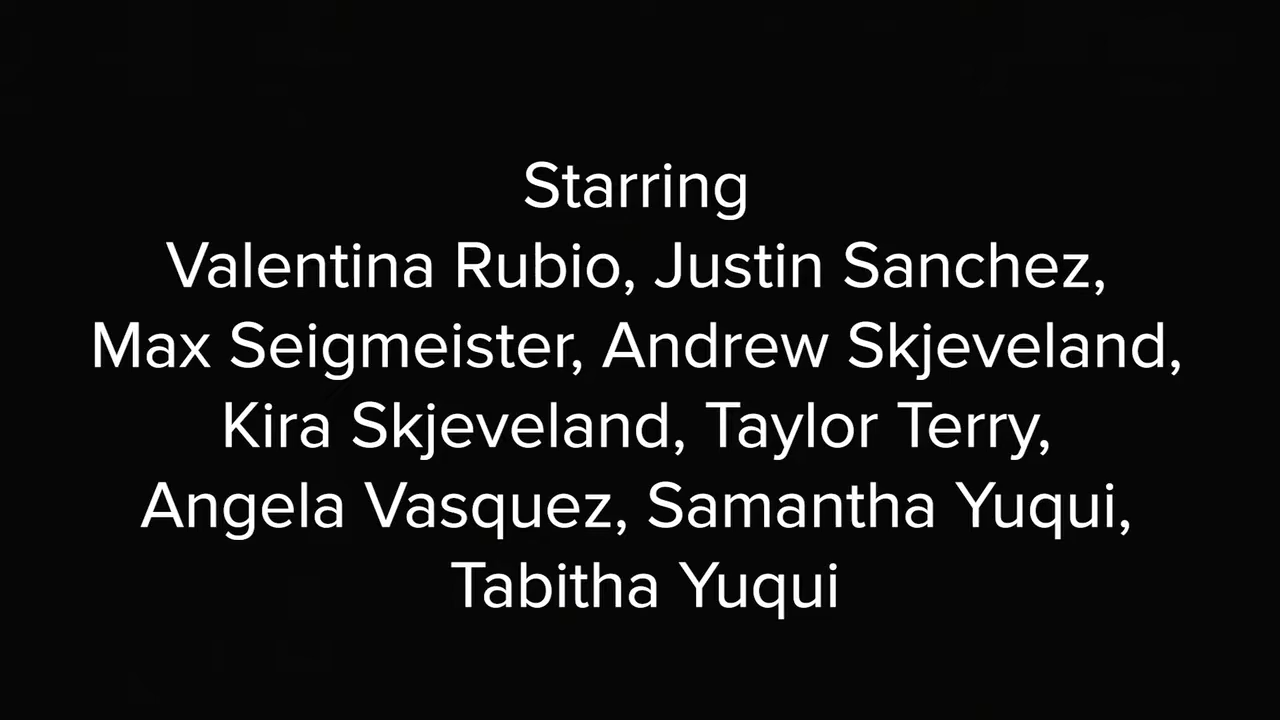 Starring
Valentina Rubio, Justin Sanchez,
Max Seigmeister, Andrew Skjeveland,
Kira Skjeveland, Taylor Terry,
Angela Vasquez, Samantha Yuqui,
Tabitha Yuqui